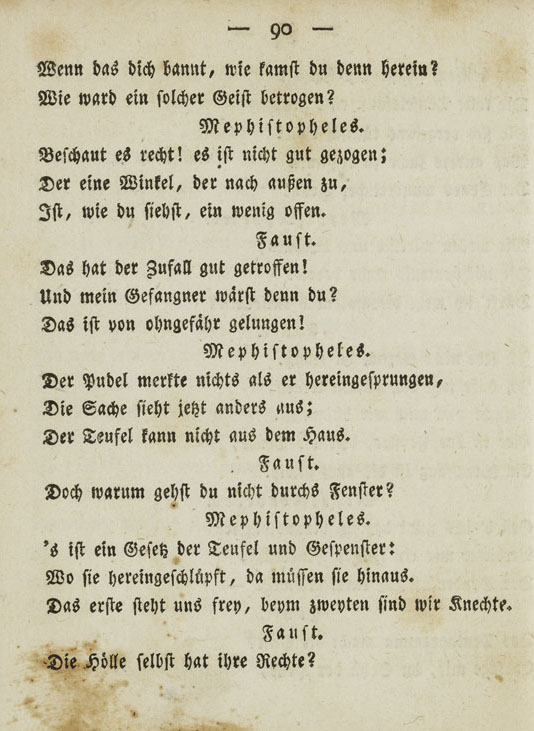 — 90 —
Wenn das dich bannt, wie kamst du denn herein?
Wie ward ein solcher Geist betrogen?
Mephistopheles.
Beschaut es recht! es ist nicht gut gezogen;
Der eine Winkel, der nach außen zu,
Ist, wie du siehst, ein wenig offen.
Faust.
Das hat der Zufall gut getroffen!
Und mein Gefangner wärst denn du?
Das ist von ohngefähr gelungen!
Mephistopheles.
Der Pudel merkte nichts als er hereingesprungen,
Die Sache sieht jetzt anders aus;
Der Teufel kann nicht aus dem Haus.
Faust.
Doch warum gehst du nicht durchs Fenster?
Mephistopheles.
's ist ein Gesetz der Teufel und Gespenster:
Wo sie hereingeschlüpft, da müssen sie hinaus.
Das erste steht uns frey, beym zweyten sind wir Knechte.
Faust.
Die Hölle selbst hat ihre Rechte?